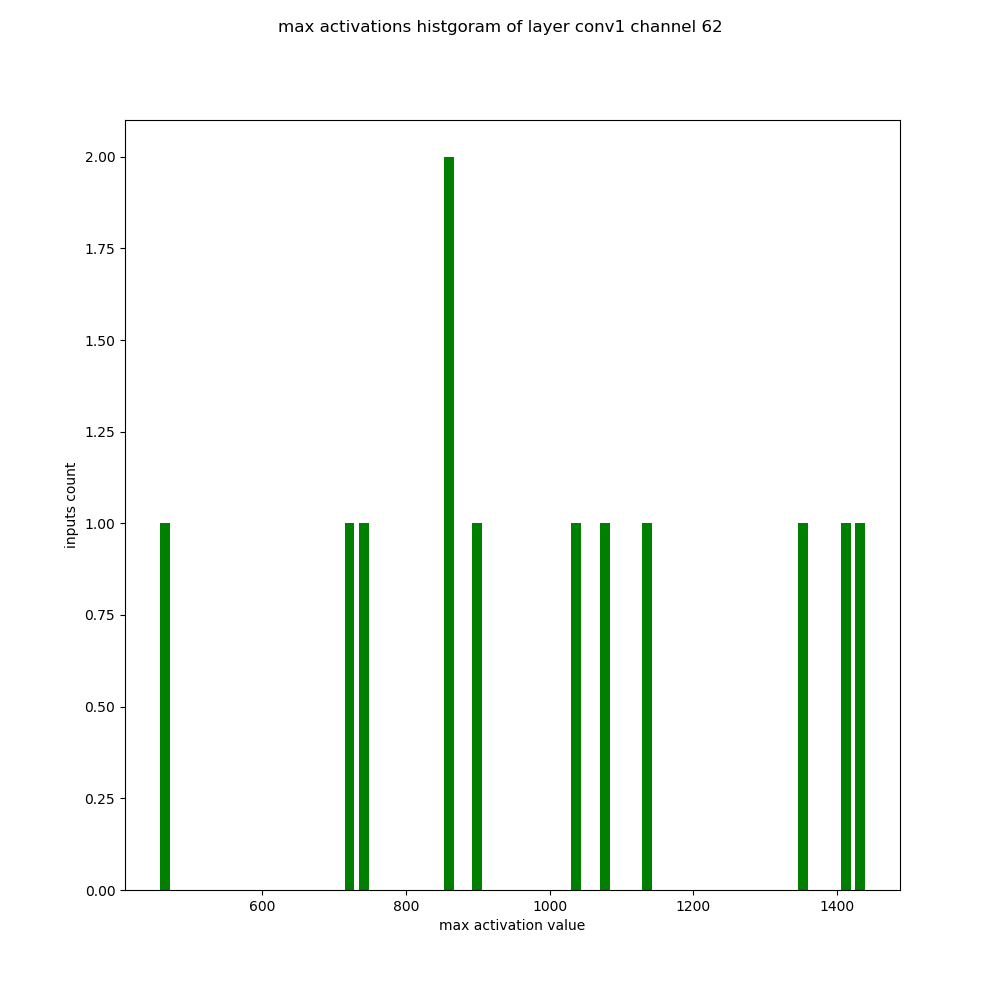 max activations histgoram of layer conv1 channel 62
2.00
1.75
1.50
1.25
1.00
0.75
0.50
0.25
0.00
inputs count
600 800 1000 1200 1400
max activation value